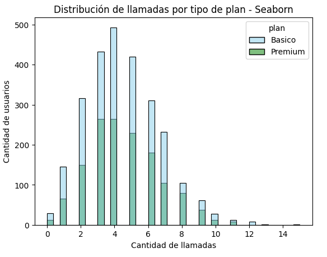 Distribución de llamadas por tipo de plan - Seaborn
plan
Basico
Premium
Cantidad de usuarios
500
400
300
200
100
0
0 2 4 6 8 10 12 14
Cantidad de llamadas